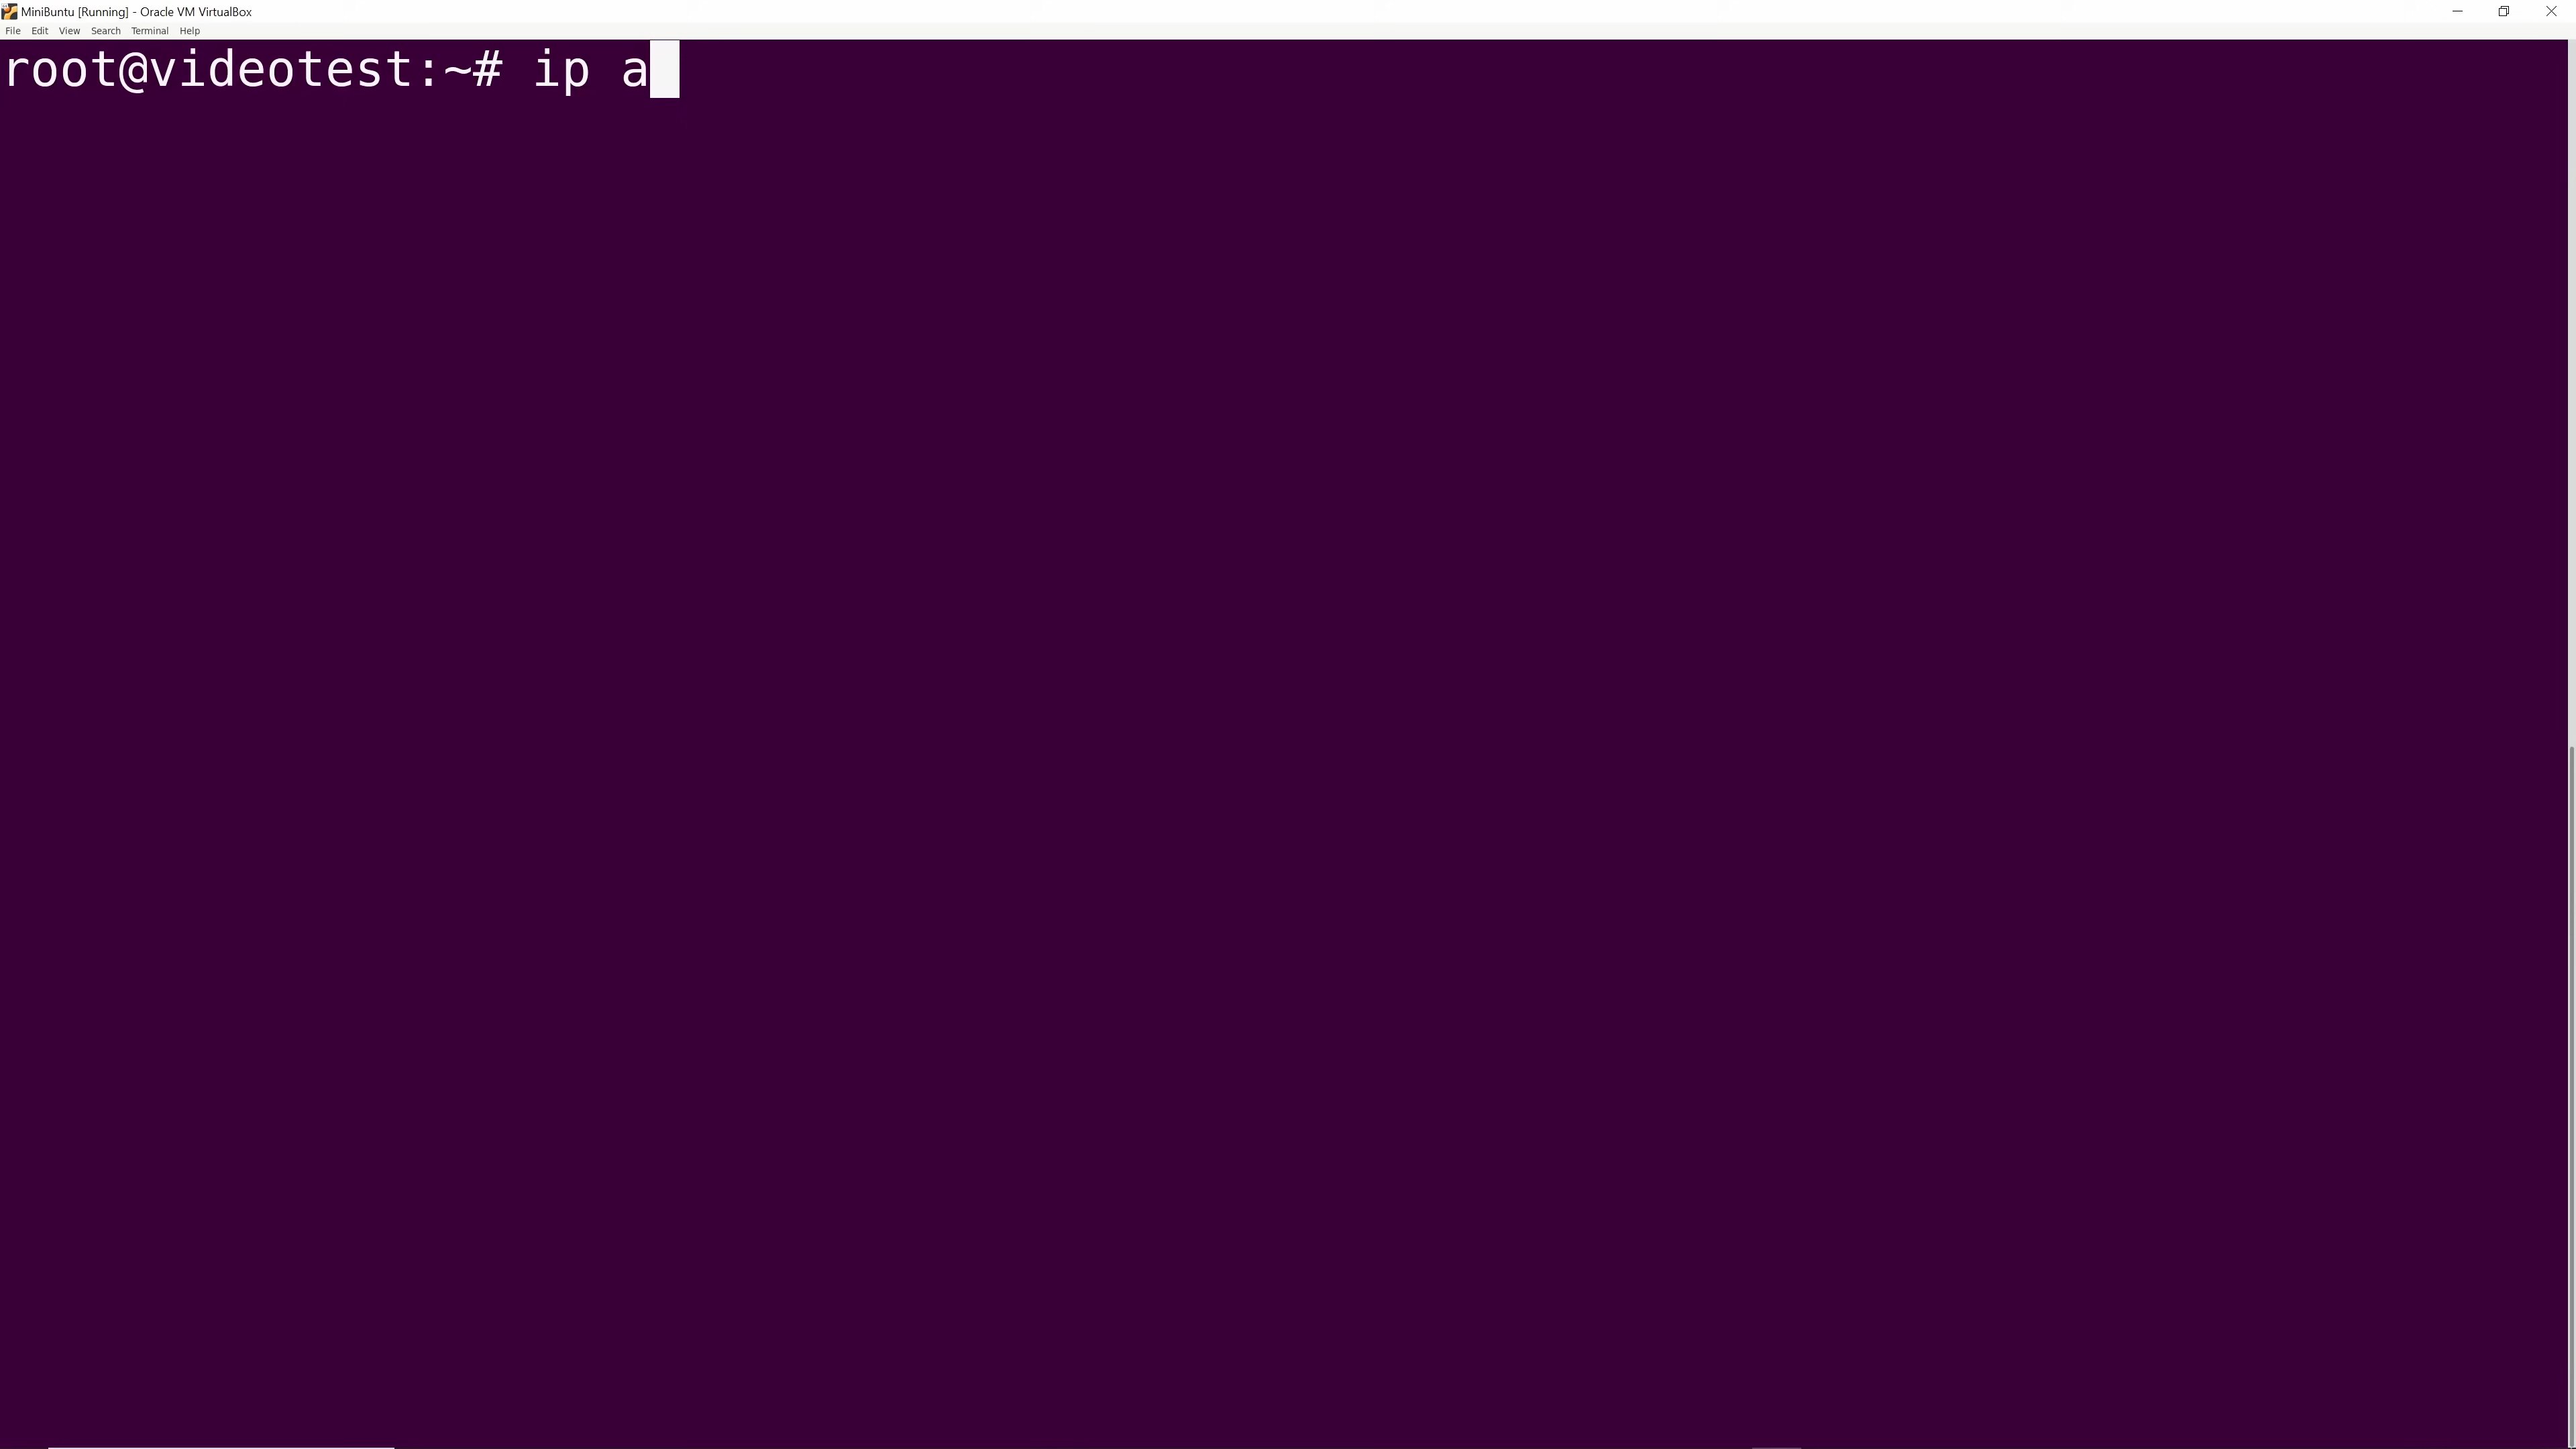 MiniBuntu [Running] - Oracle VM VirtualBox
File Edit View Search Terminal Help
root@videotest:~# ip a